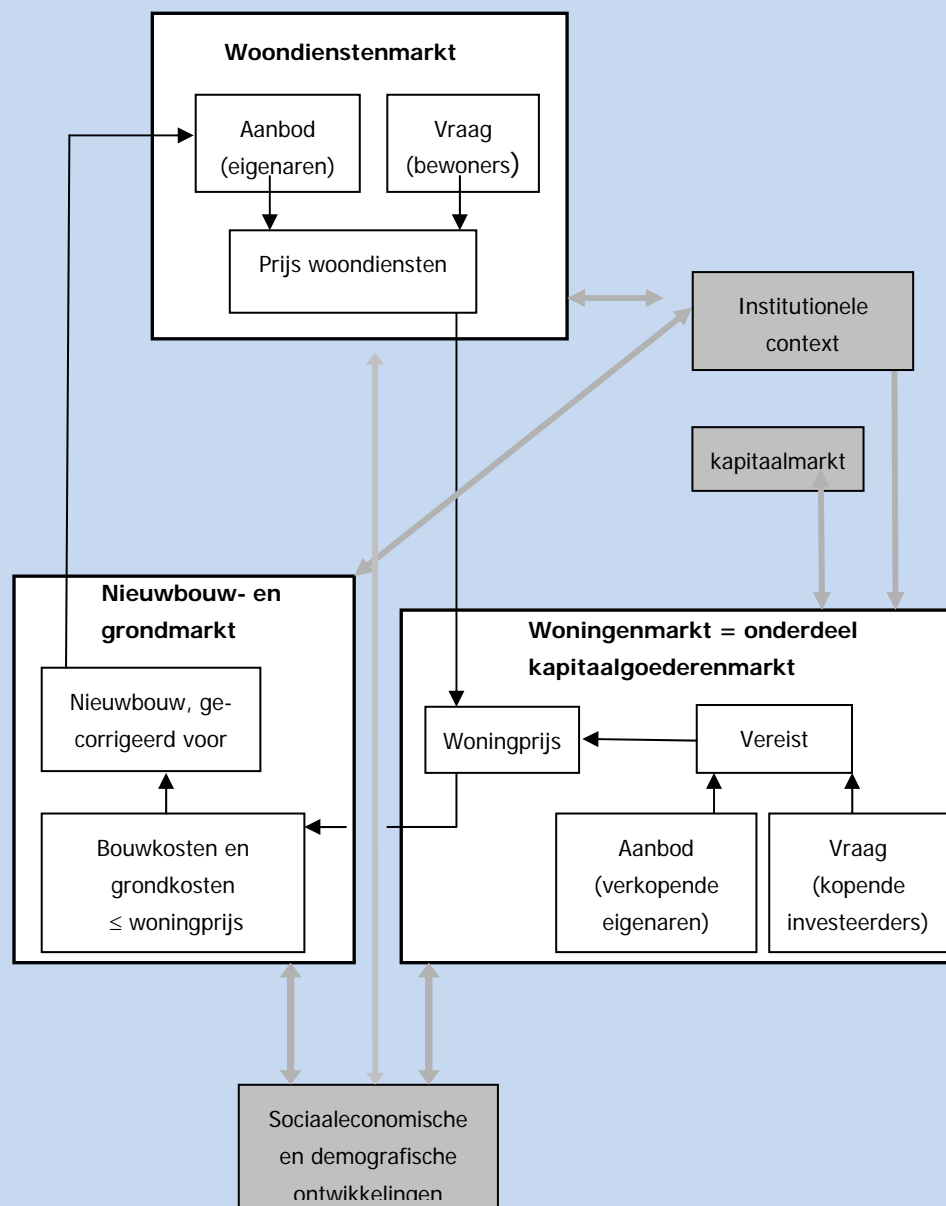 Woondienstenmarkt
Aanbod
(eigenaren)
Vraag
(bewoners)
Prijs woondiensten
Institutionele
context
kapitaalmarkt
Nieuwbouw- en
grondmarkt
Nieuwbouw, ge-
corrigeerd voor
Bouwkosten en
grondkosten
≤ woningprijs
Woningenmarkt = onderdeel
kapitaalgoederenmarkt
Woningprijs
Vereist
Aanbod
(verkopende
eigenaren)
Vraag
(kopende
investeerders)
Sociaaleconomische
en demografische
ontwikkelingen